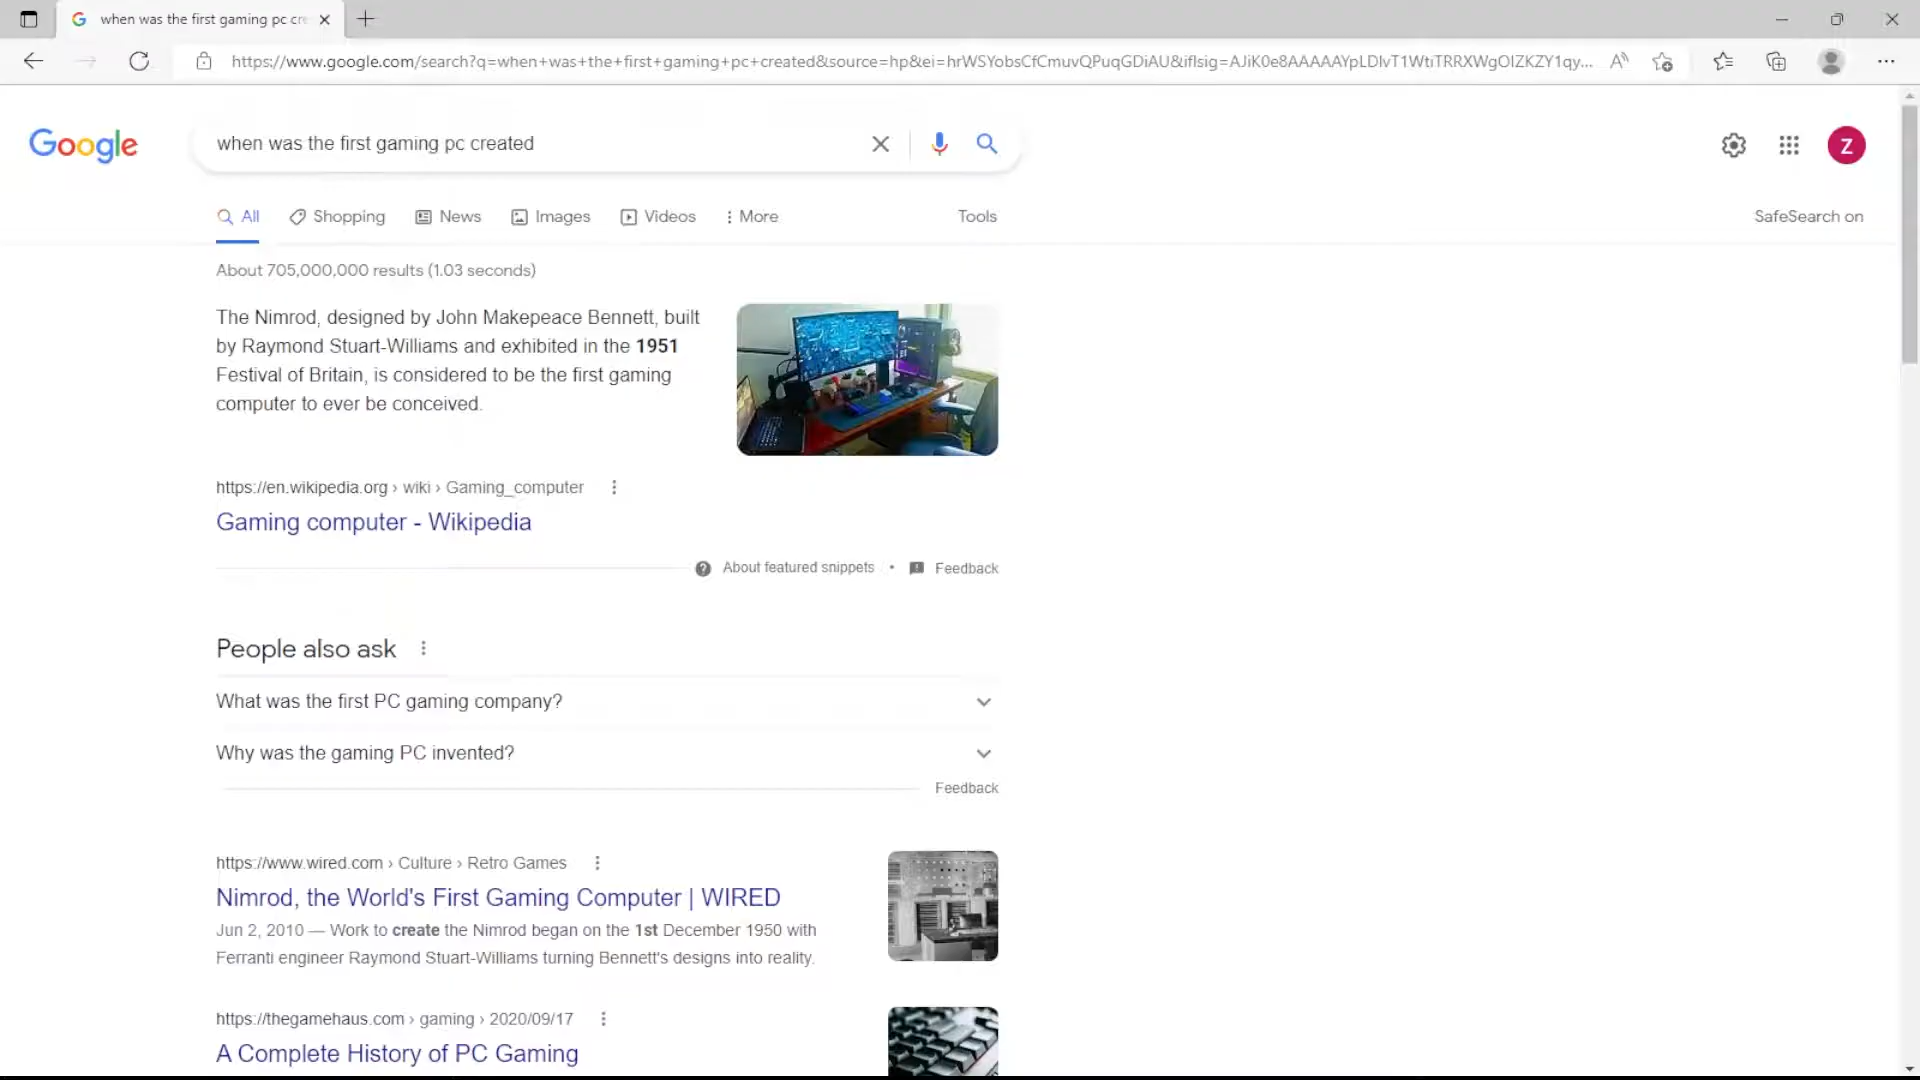 when was the first gaming pc cre
https://www.google.com/search?q=when+was+the+first+gaming+pc+created&source=hp&ei=hrWSYobsCfCmuvQPuqGDiAU&iflsig=AJiK0e8AAAAAYpLDlvT1WtiTRRXWgOIZKZY1qy...
Google
when was the first gaming pc created
Z
All
Shopping
News
Images
Videos
More
Tools
SafeSearch on
About 705,000,000 results (1.03 seconds)
The Nimrod, designed by John Makepeace Bennett, built
by Raymond Stuart-Williams and exhibited in the 1951
Festival of Britain, is considered to be the first gaming
computer to ever be conceived.
https://en.wikipedia.org › wiki › Gaming_computer
Gaming computer - Wikipedia
About featured snippets • Feedback
People also ask
What was the first PC gaming company?
Why was the gaming PC invented?
Feedback
https://www.wired.com › Culture › Retro Games
Nimrod, the World's First Gaming Computer | WIRED
Jun 2, 2010 — Work to create the Nimrod began on the 1st December 1950 with
Ferranti engineer Raymond Stuart-Williams turning Bennett's designs into reality.
https://thegamehaus.com › gaming › 2020/09/17
A Complete History of PC Gaming